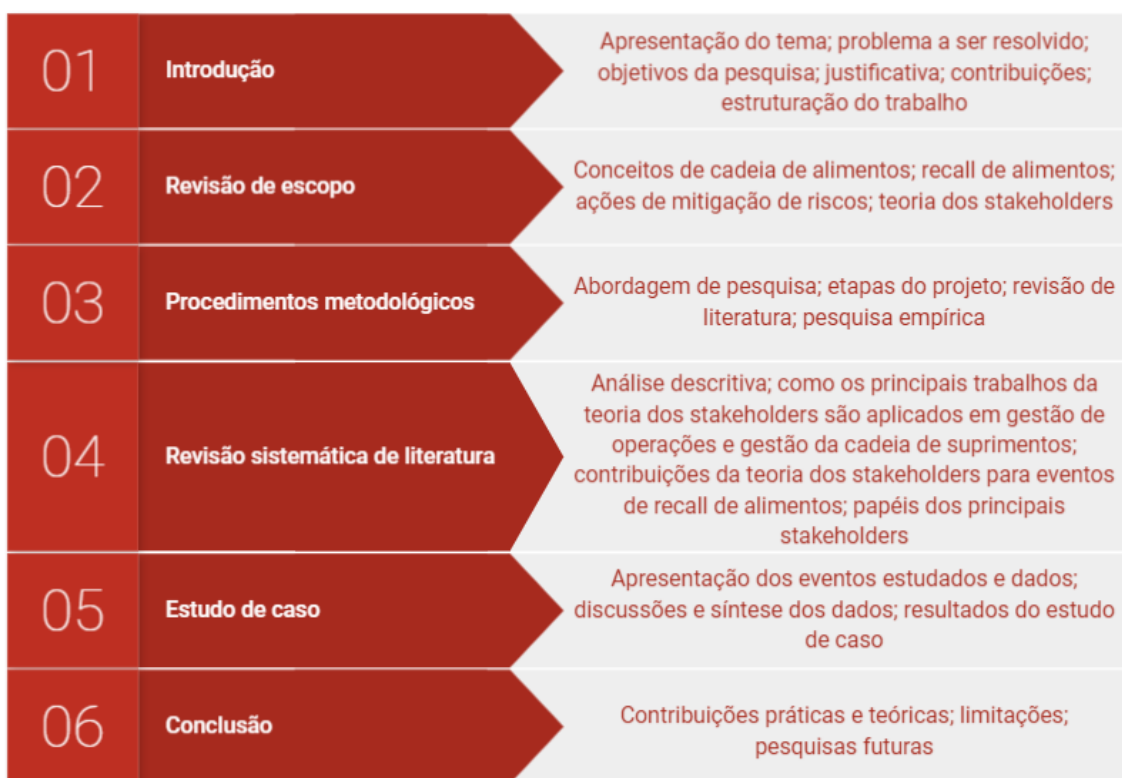 01
Introdução
Apresentação do tema; problema a ser resolvido;
objetivos da pesquisa; justificativa; contribuições;
estruturação do trabalho
02
Revisão de escopo
Conceitos de cadeia de alimentos; recall de alimentos;
ações de mitigação de riscos; teoria dos stakeholders
03
Procedimentos metodológicos
Abordagem de pesquisa; etapas do projeto; revisão de
literatura; pesquisa empírica
04
Revisão sistemática de literatura
Análise descritiva; como os principais trabalhos da
teoria dos stakeholders são aplicados em gestão de
operações e gestão da cadeia de suprimentos;
contribuições da teoria dos stakeholders para eventos
de recall de alimentos; papéis dos principais
stakeholders
05
Estudo de caso
Apresentação dos eventos estudados e dados;
discussões e síntese dos dados; resultados do estudo
de caso
06
Conclusão
Contribuições práticas e teóricas; limitações;
pesquisas futuras